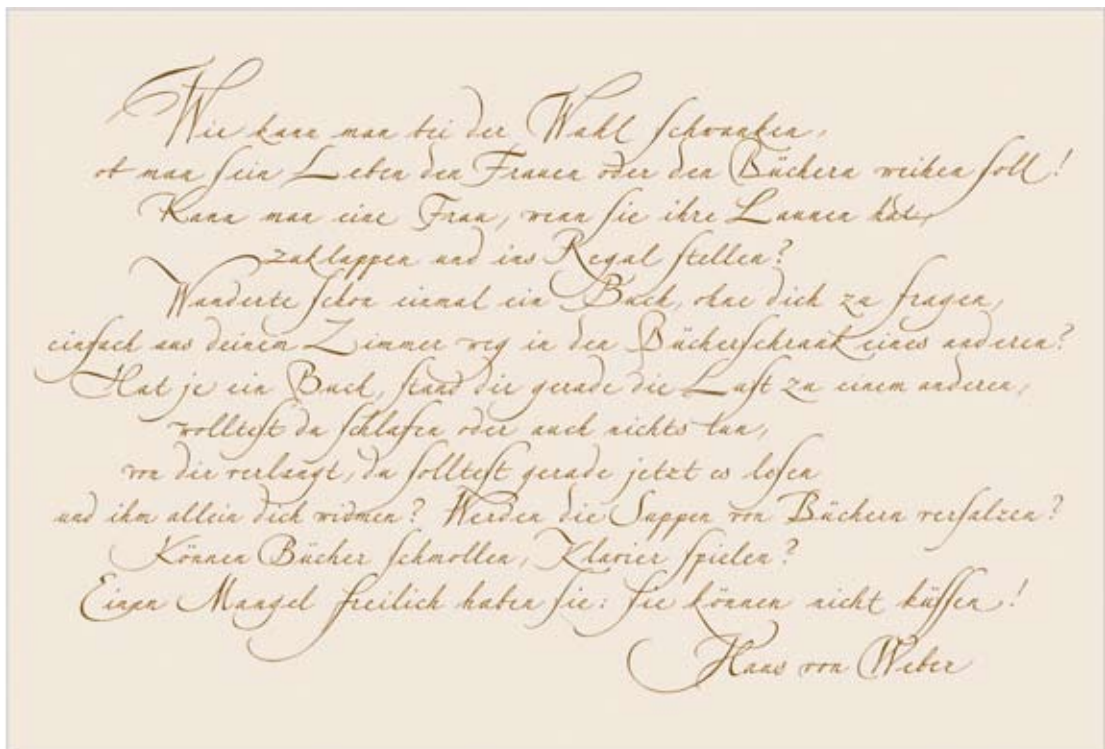 Wie kann man bei der Wahl schwanken,
ob man sein Leben den Frauen oder den Büchern weihen soll!
Kann man eine Frau, wenn sie ihre Launen hat,
zuklappen und ins Regal stellen?
Wanderte schon einmal ein Buch, ohne dich zu fragen,
einfach aus deinem Zimmer weg in den Bücherschrank eines anderen?
Hat je ein Buch, stand dir gerade die Lust zu einem anderen,
wolltest du schlafen oder auch nichts tun,
von dir verlangt, du solltest gerade jetzt es lesen
und ihm allein dich widmen? Werden die Suppen von Büchern versalzen?
Können Bücher schmollen, Klavier spielen?
Einen Mangel freilich haben sie: sie können nicht küssen!
Hans von Weber